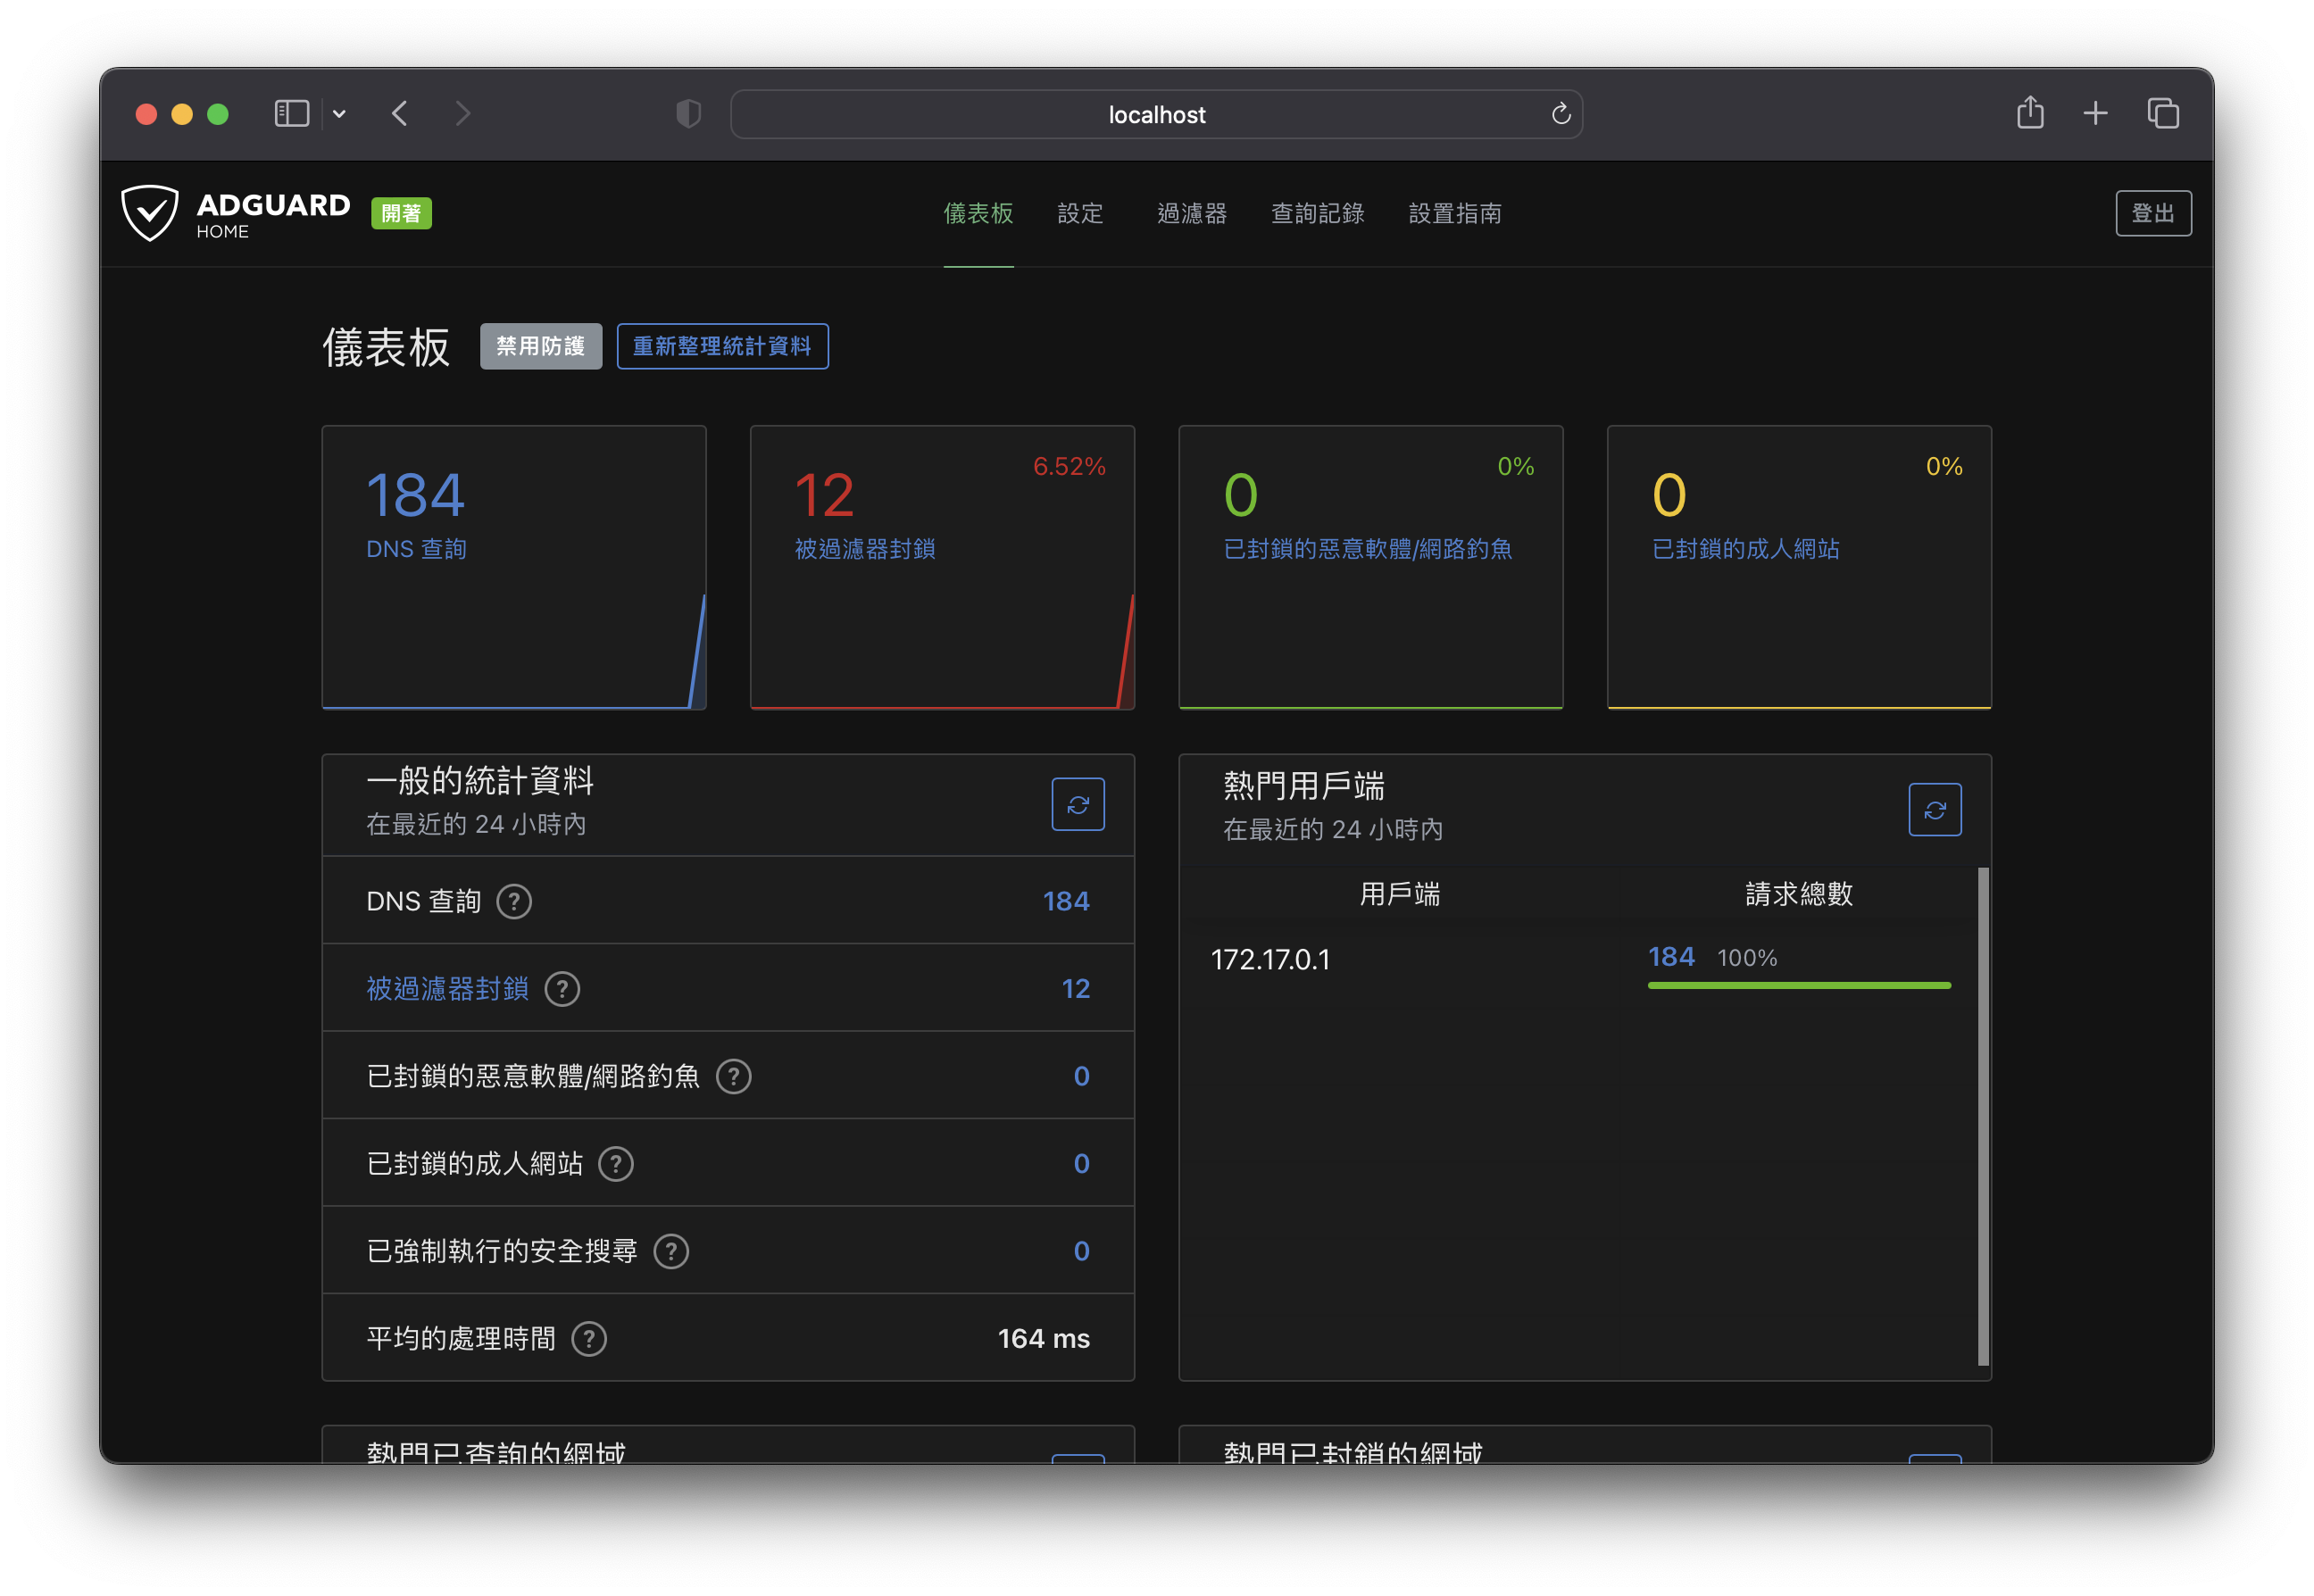 localhost
ADGUARD
HOME
開著
儀表板
設定
過濾器
查詢記錄
設置指南
登出
儀表板
禁用防護
重新整理統計資料
184
DNS 查詢
6.52%
12
被過濾器封鎖
0%
0
已封鎖的惡意軟體/網路釣魚
0%
0
已封鎖的成人網站
一般的統計資料
在最近的 24 小時內
DNS 查詢 ? 184
被過濾器封鎖 ? 12
已封鎖的惡意軟體/網路釣魚 ? 0
已封鎖的成人網站 ? 0
已強制執行的安全搜尋 ? 0
平均的處理時間 ? 164 ms
熱門用戶端
在最近的 24 小時內
用戶端 請求總數
172.17.0.1 184 100%
熱門已查詢的網域
熱門已封鎖的網域